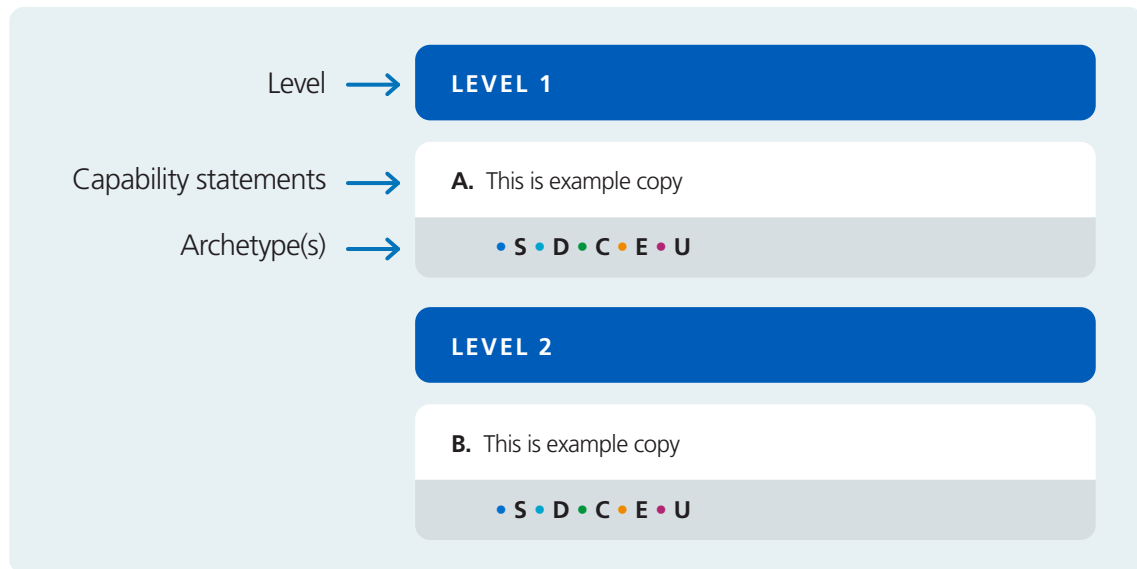 Level → LEVEL 1
Capability statements → A. This is example copy
Archetype(s) → • S • D • C • E • U
LEVEL 2
B. This is example copy
• S • D • C • E • U